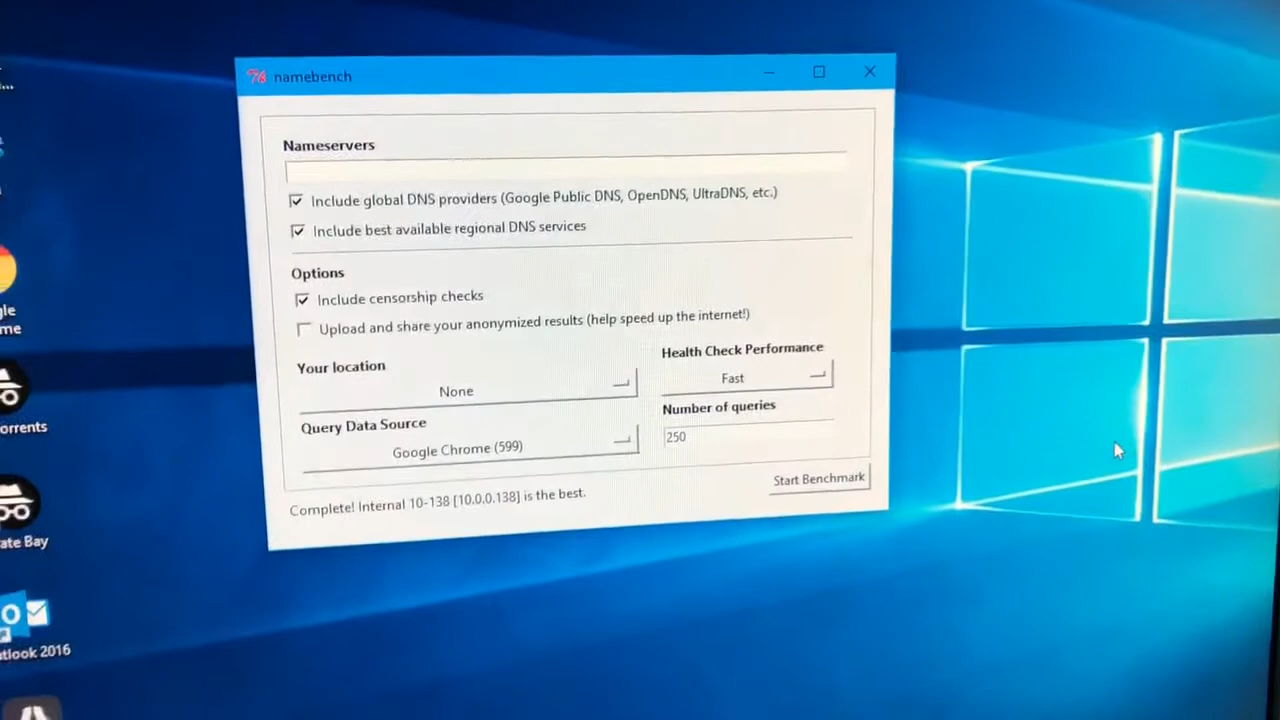 namebench
Nameservers
Include global DNS providers (Google Public DNS, OpenDNS, UltraDNS, etc.)
Include best available regional DNS services
Options
Include censorship checks
Upload and share your anonymized results (help speed up the internet!)
Your location
Health Check Performance
None
Fast
Query Data Source
Number of queries
Google Chrome (599)
250
Complete! Internal 10-138 [10.0.0.138] is the best.
Start Benchmark
gle
me
orrents
ate Bay
utlook 2016